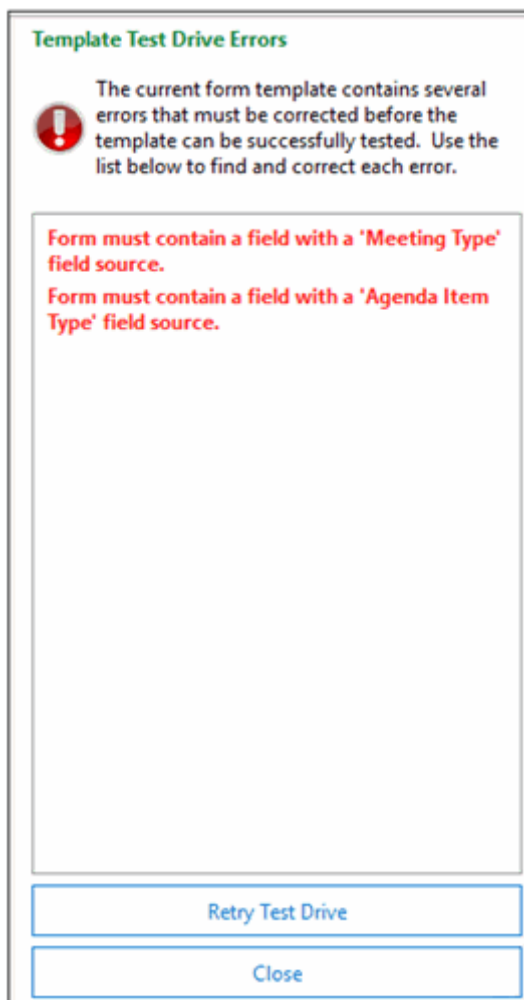 Template Test Drive Errors
The current form template contains several
errors that must be corrected before the
template can be successfully tested.  Use the
list below to find and correct each error.
Form must contain a field with a 'Meeting Type'
field source.
Form must contain a field with a 'Agenda Item
Type' field source.
Retry Test Drive
Close